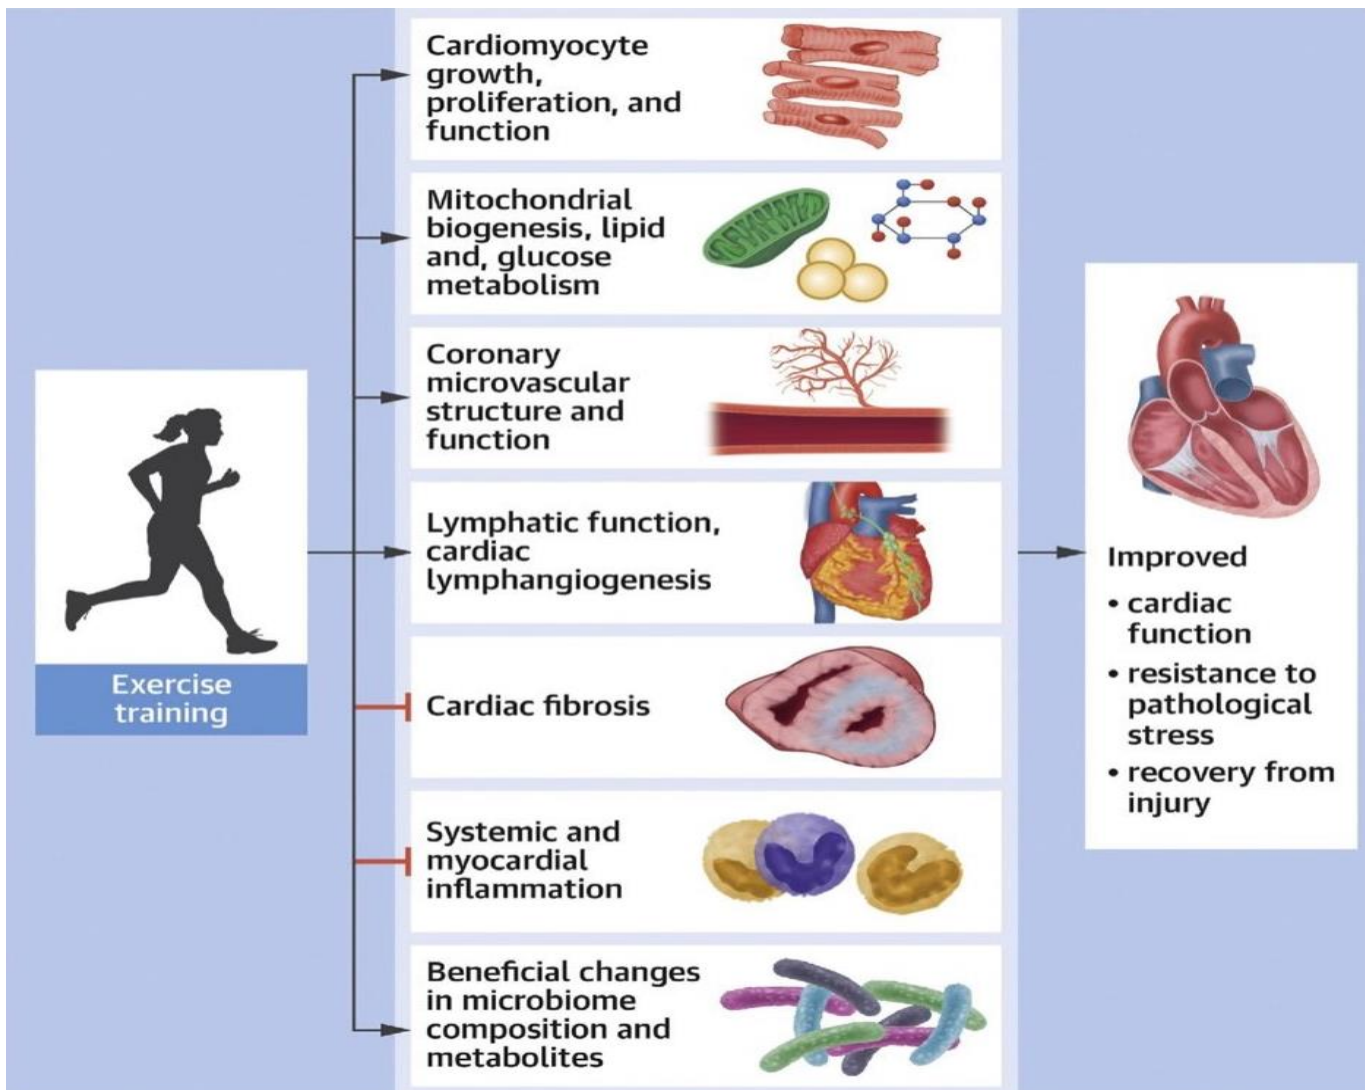 Cardiomyocyte
growth,
proliferation, and
function
Mitochondrial
biogenesis, lipid
and, glucose
metabolism
Coronary
microvascular
structure and
function
Lymphatic function,
cardiac
lymphangiogenesis
Cardiac fibrosis
Systemic and
myocardial
inflammation
Beneficial changes
in microbiome
composition and
metabolites
Exercise
training
Improved
• cardiac
function
• resistance to
pathological
stress
• recovery from
injury